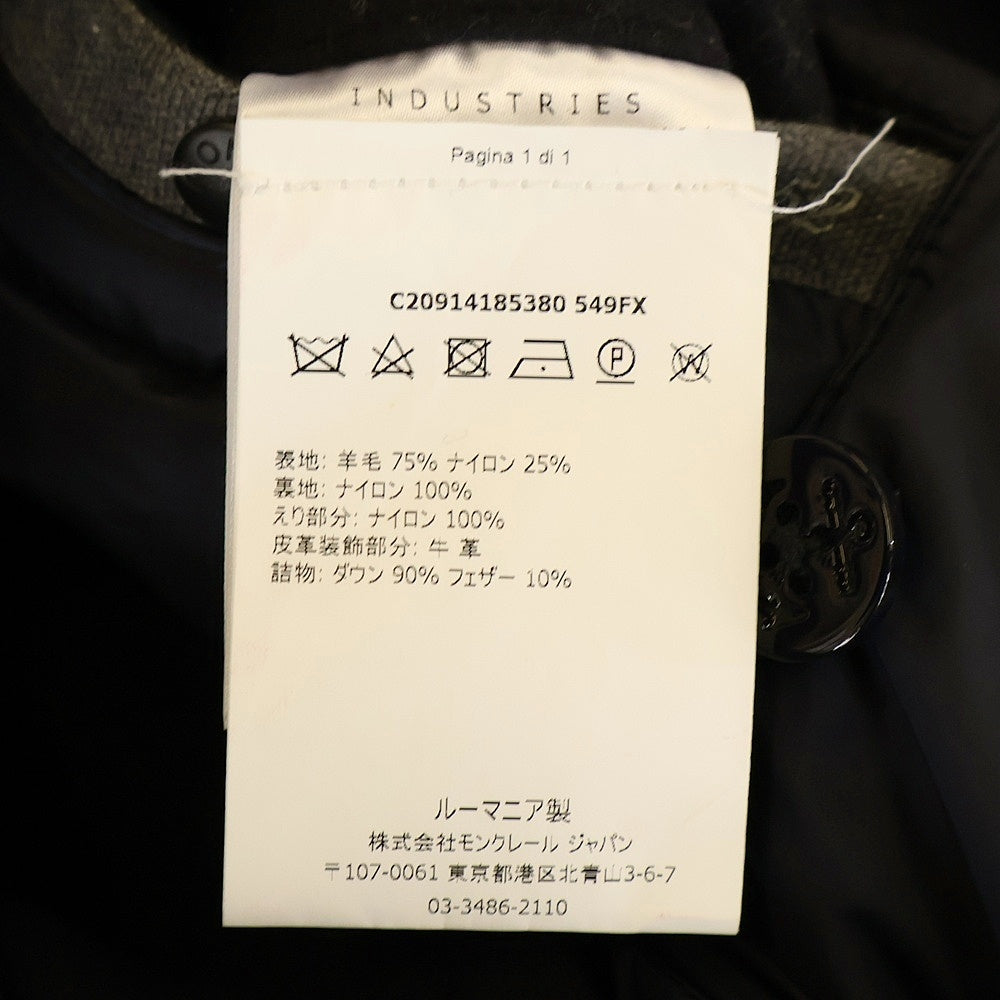 INDUSTRIES
Pagina 1 di 1
C20914185380 549FX
表地: 羊毛 75% ナイロン 25%
裏地: ナイロン 100%
えり部分: ナイロン 100%
皮革装飾部分: 牛 革
詰物: ダウン 90% フェザー 10%
ルーマニア製
株式会社モンクレール ジャパン
〒107-0061 東京都港区北青山3-6-7
03-3486-2110